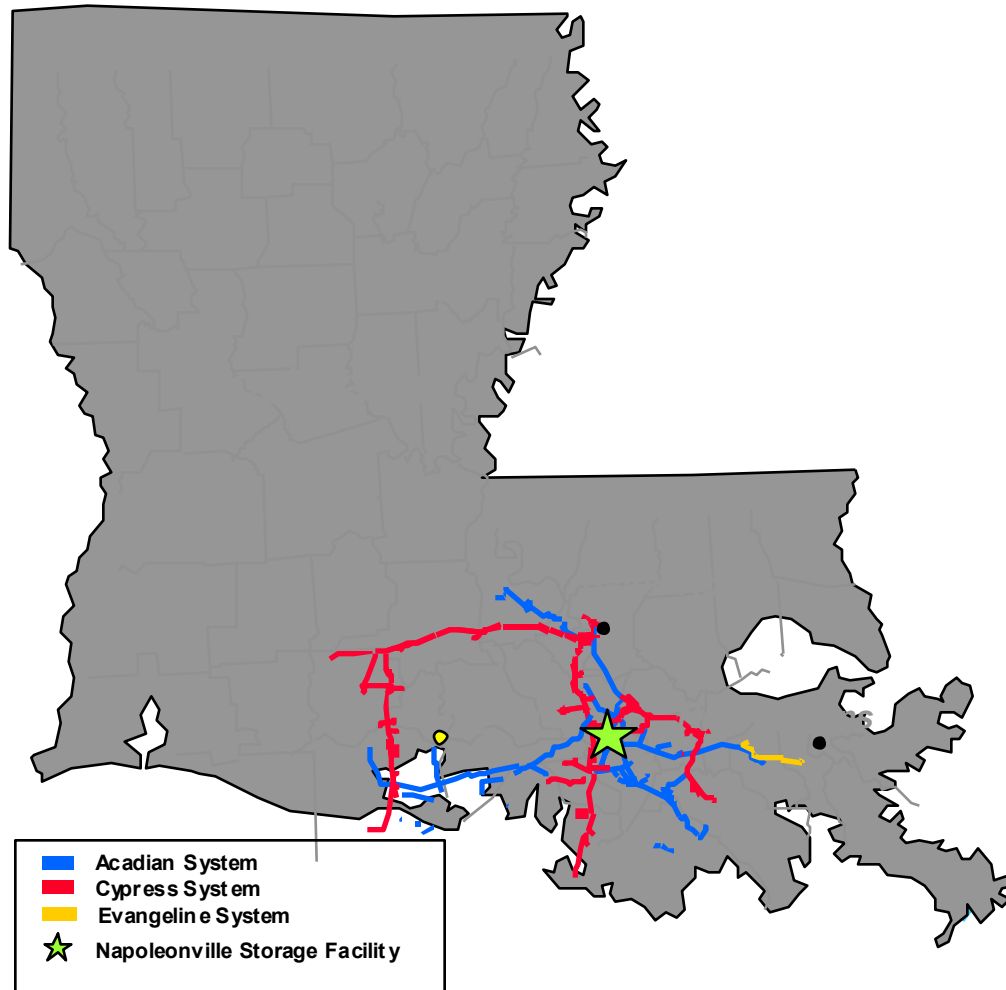 Acadian System
Cypress System
Evangeline System
Napoleonville Storage Facility